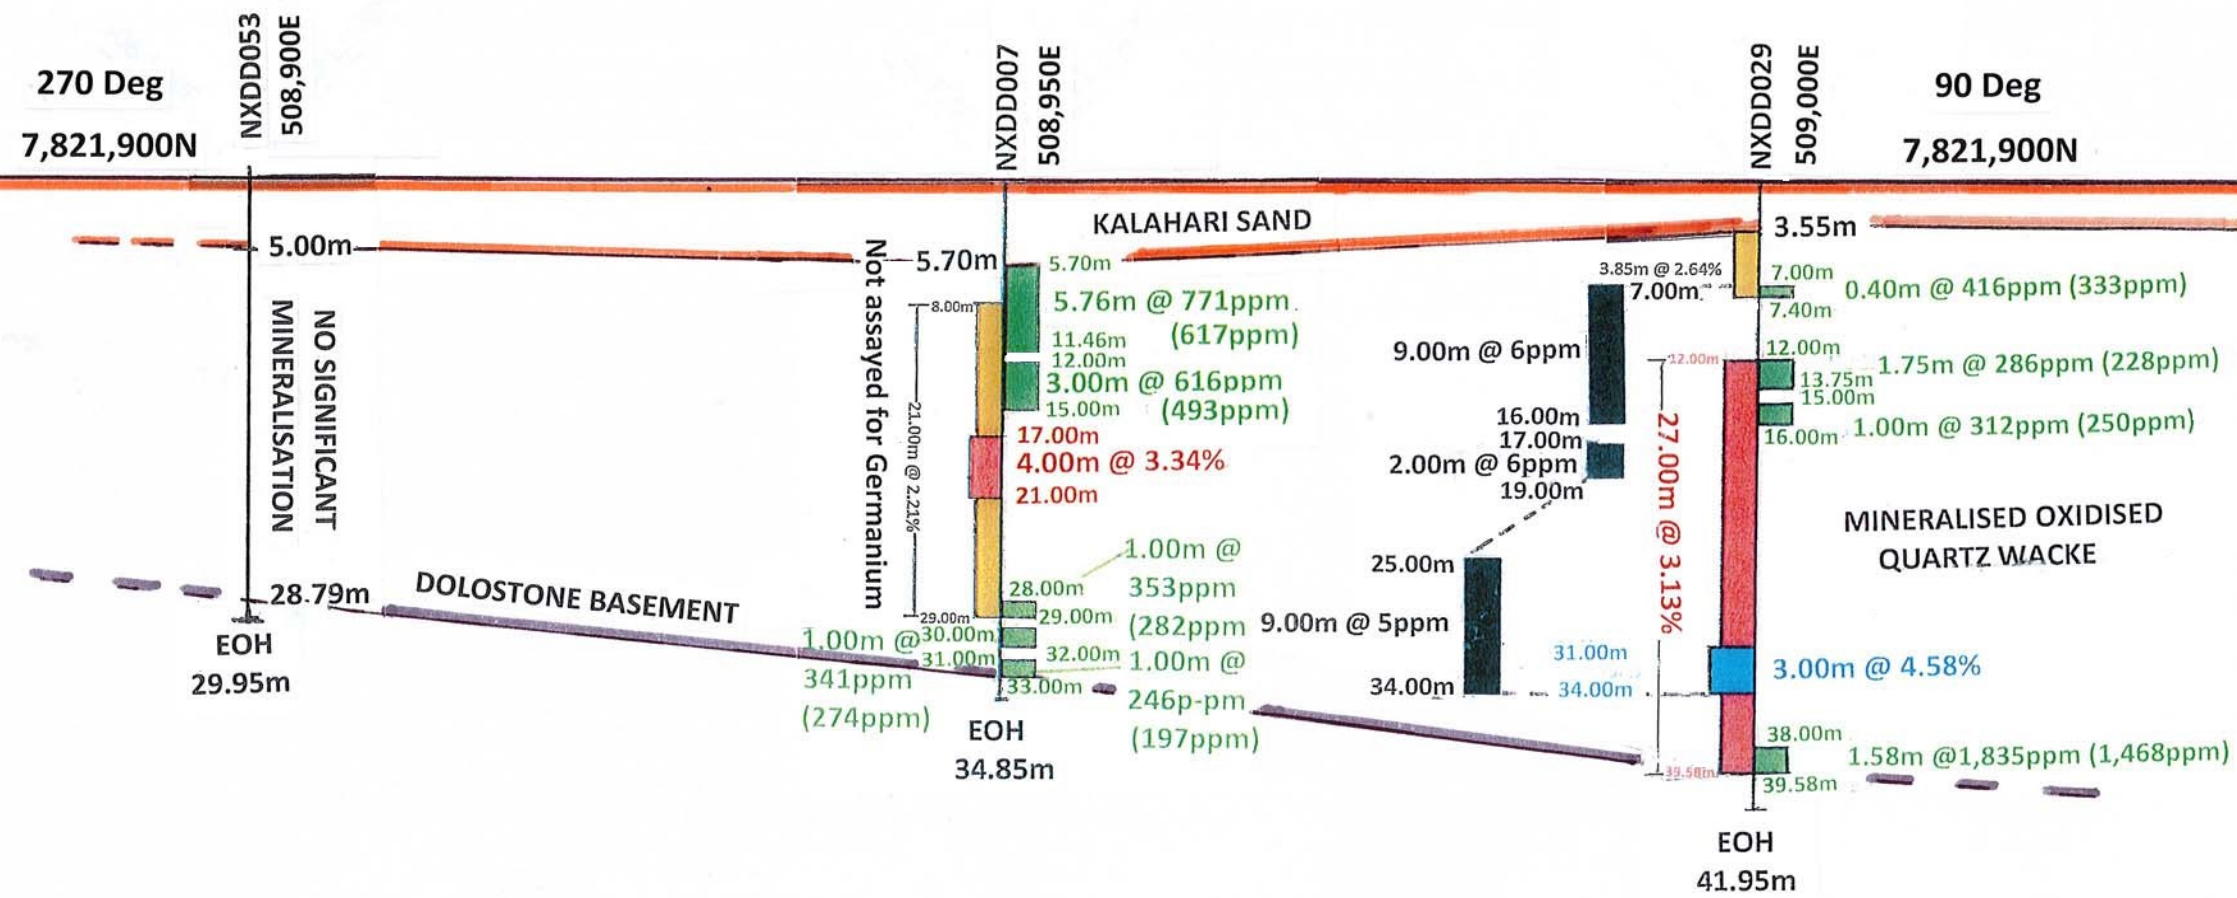 270 Deg
7,821,900N
NXDD053
508,900E
NXDD007
508,950E
NXDD029
509,000E
90 Deg
7,821,900N
KALAHARI SAND
5.00m
NO SIGNIFICANT
MINERALISATION
28.79m
EOH
29.95m
DOLOSTONE BASEMENT
Not assayed for Germanium
5.70m
8.00m
21.00m @ 2.21%
29.00m
5.70m
5.76m @ 771ppm
(617ppm)
11.46m
12.00m
3.00m @ 616ppm
15.00m
(493ppm)
17.00m
4.00m @ 3.34%
21.00m
1.00m @
353ppm
(282ppm
28.00m
29.00m
1.00m @
341ppm
(274ppm)
30.00m
31.00m
32.00m
33.00m
1.00m @
246p-pm
(197ppm)
EOH
34.85m
3.55m
3.85m @ 2.64%
7.00m
9.00m @ 6ppm
16.00m
17.00m
2.00m @ 6ppm
19.00m
25.00m
9.00m @ 5ppm
34.00m
12.00m
27.00m @ 3.13%
39.58m
31.00m
34.00m
3.00m @ 4.58%
7.00m
0.40m @ 416ppm (333ppm)
7.40m
12.00m
1.75m @ 286ppm (228ppm)
13.75m
15.00m
1.00m @ 312ppm (250ppm)
16.00m
MINERALISED OXIDISED
QUARTZ WACKE
38.00m
1.58m @1,835ppm (1,468ppm)
39.58m
EOH
41.95m